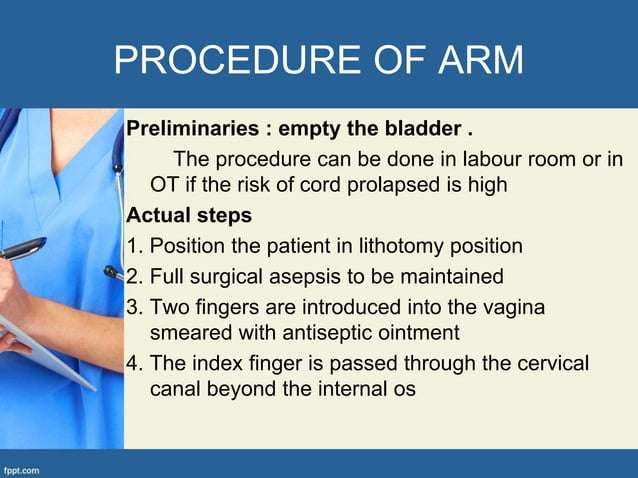 PROCEDURE OF ARM
Preliminaries : empty the bladder .
The procedure can be done in labour room or in
OT if the risk of cord prolapsed is high
Actual steps
1. Position the patient in lithotomy position
2. Full surgical asepsis to be maintained
3. Two fingers are introduced into the vagina
smeared with antiseptic ointment
4. The index finger is passed through the cervical
canal beyond the internal os
fppt.com